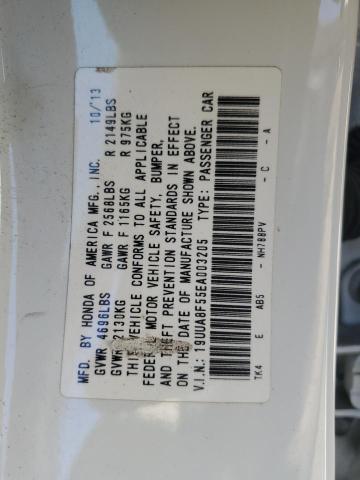 MFD. BY HONDA OF AMERICA MFG., INC. 10/'13
GVWR 4696LBS GAWR F 2568LBS R 2149LBS
GVWR 2130KG GAWR F 1165KG R 975KG
THIS VEHICLE CONFORMS TO ALL APPLICABLE
FEDERAL MOTOR VEHICLE SAFETY, BUMPER,
AND THEFT PREVENTION STANDARDS IN EFFECT
ON THE DATE OF MANUFACTURE SHOWN ABOVE.
V.I.N.: 19UUA8F55EA003205 TYPE: PASSENGER CAR
TK4 E AB5 - NH788PV - C - A